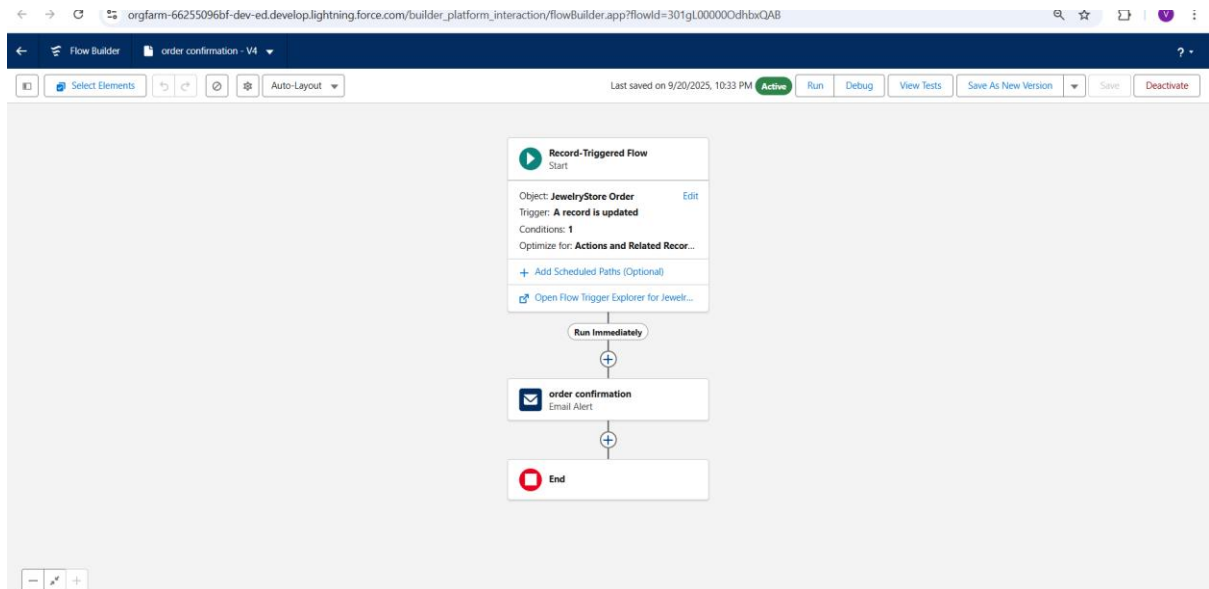 orgfarm-66255096bf-dev-ed.develop.lightning.force.com/builder_platform_interaction/flowBuilder.app?flowId=301gL00000OdhbxQAB
V
Flow Builder order confirmation - V4 ?
Select Elements Auto-Layout Last saved on 9/20/2025, 10:33 PM Active Run Debug View Tests Save As New Version Save Deactivate
Record-Triggered Flow
Start
Object: JewelryStore Order Edit
Trigger: A record is updated
Conditions: 1
Optimize for: Actions and Related Recor...
+ Add Scheduled Paths (Optional)
Open Flow Trigger Explorer for Jewelr...
Run Immediately
order confirmation
Email Alert
End